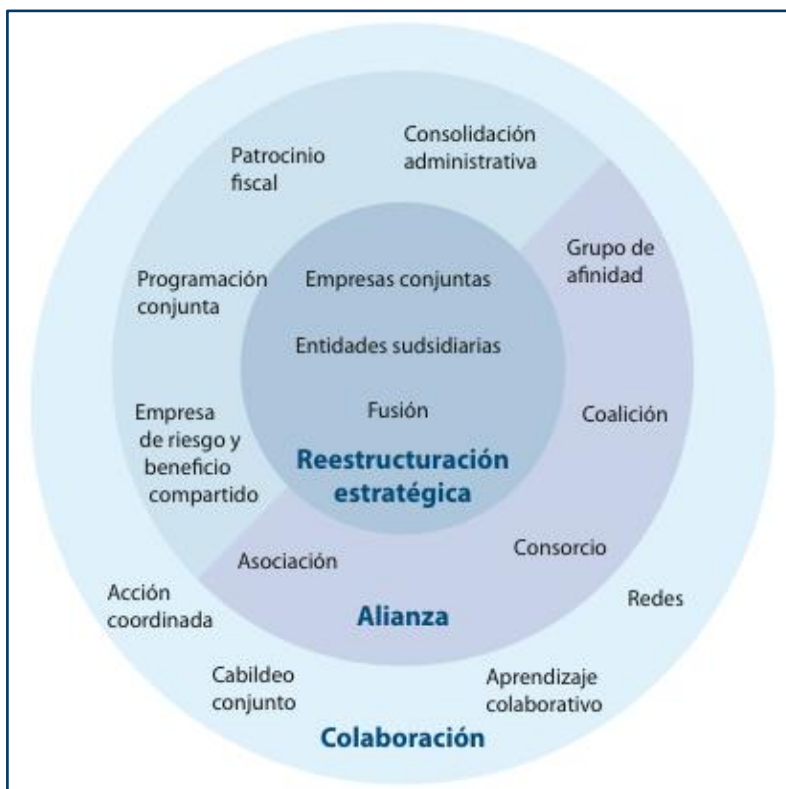 Consolidación
administrativa
Patrocinio
fiscal
Grupo de
afinidad
Programación
conjunta
Empresas conjuntas
Entidades sudsidiarias
Fusión
Reestructuración
estratégica
Empresa
de riesgo y
beneficio
compartido
Coalición
Asociación
Consorcio
Alianza
Acción
coordinada
Redes
Cabildeo
conjunto
Aprendizaje
colaborativo
Colaboración